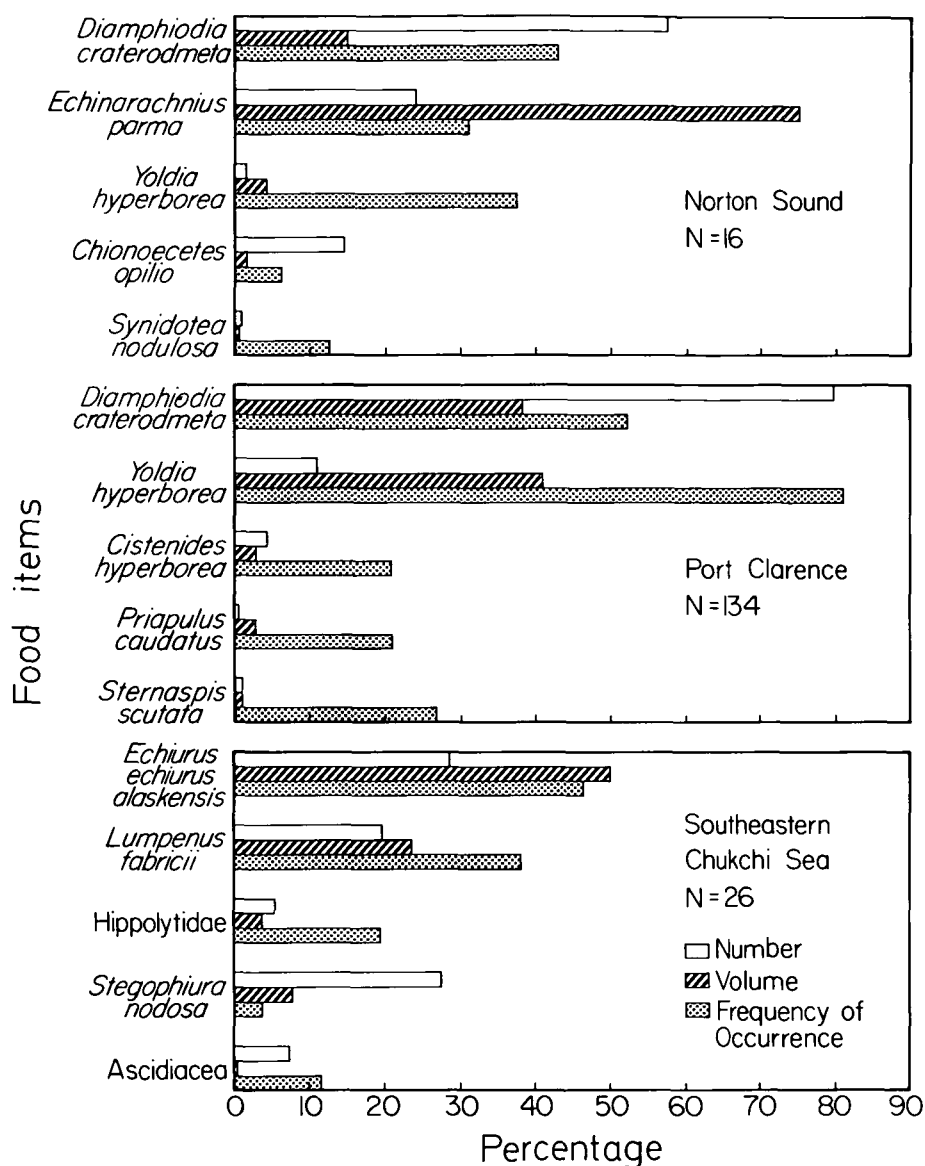 Food items
Diamphiodia
craterodmeta
Echinarachnius
parma
Yoldia
hyperborea
Chionoecetes
opilio
Synidotea
nodulosa
Norton Sound
N=16
Diamphiodia
craterodmeta
Yoldia
hyperborea
Cistenides
hyperborea
Priapulus
caudatus
Sternaspis
scutata
Port Clarence
N=134
Echiurus
echiurus
alaskensis
Lumpenus
fabricii
Hippolytidae
Stegophiura
nodosa
Ascidiacea
Southeastern
Chukchi Sea
N=26
Number
Volume
Frequency of
Occurrence
0 10 20 30 40 50 60 70 80 90
Percentage